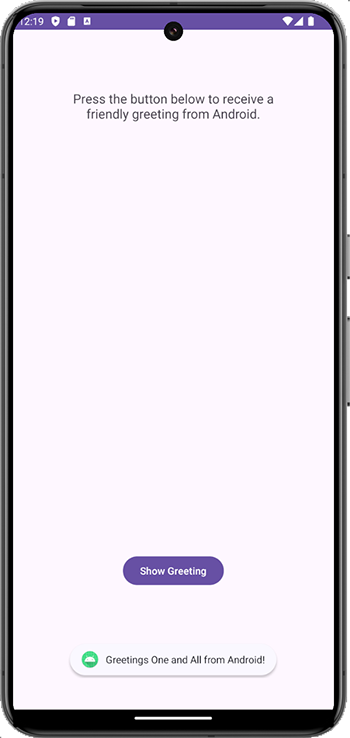 12:19
Press the button below to receive a
friendly greeting from Android.
Show Greeting
Greetings One and All from Android!